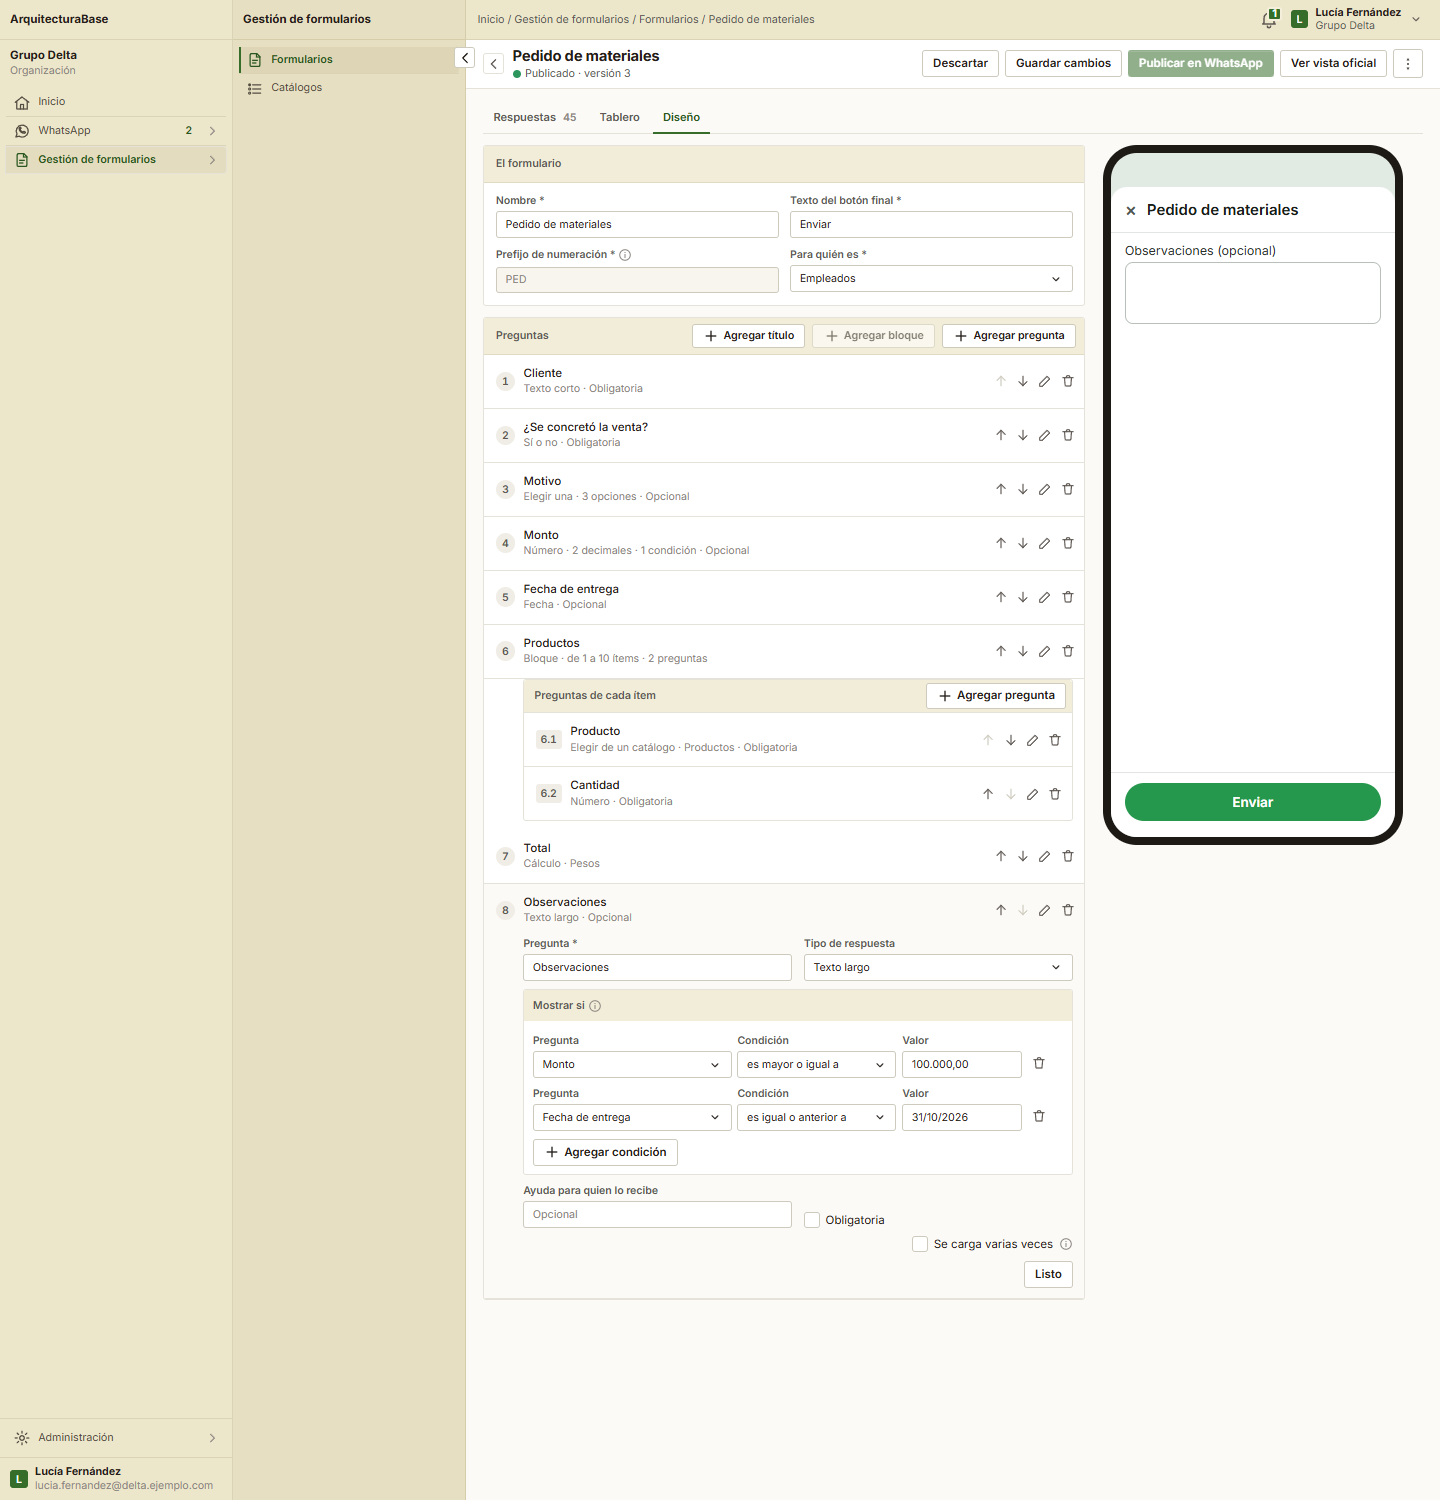 ArquitecturaBase
Grupo Delta
Organización
Inicio
WhatsApp 2
Gestión de formularios
Administración
L Lucía Fernández
lucia.fernandez@delta.ejemplo.com
Gestión de formularios
Formularios
Catálogos
Inicio / Gestión de formularios / Formularios / Pedido de materiales
1
L Lucía Fernández
Grupo Delta
Pedido de materiales
Publicado · versión 3
Descartar Guardar cambios Publicar en WhatsApp Ver vista oficial
Respuestas 45 Tablero Diseño
El formulario
Nombre * Texto del botón final *
Pedido de materiales Enviar
Prefijo de numeración * Para quién es *
PED Empleados
Preguntas Agregar título Agregar bloque Agregar pregunta
1 Cliente
Texto corto · Obligatoria
2 ¿Se concretó la venta?
Sí o no · Obligatoria
3 Motivo
Elegir una · 3 opciones · Opcional
4 Monto
Número · 2 decimales · 1 condición · Opcional
5 Fecha de entrega
Fecha · Opcional
6 Productos
Bloque · de 1 a 10 ítems · 2 preguntas
Preguntas de cada ítem Agregar pregunta
6.1 Producto
Elegir de un catálogo · Productos · Obligatoria
6.2 Cantidad
Número · Obligatoria
7 Total
Cálculo · Pesos
8 Observaciones
Texto largo · Opcional
Pregunta * Tipo de respuesta
Observaciones Texto largo
Mostrar si
Pregunta Condición Valor
Monto es mayor o igual a 100.000,00
Pregunta Condición Valor
Fecha de entrega es igual o anterior a 31/10/2026
Agregar condición
Ayuda para quien lo recibe
Opcional Obligatoria
Se carga varias veces
Listo
Pedido de materiales
Observaciones (opcional)
Enviar